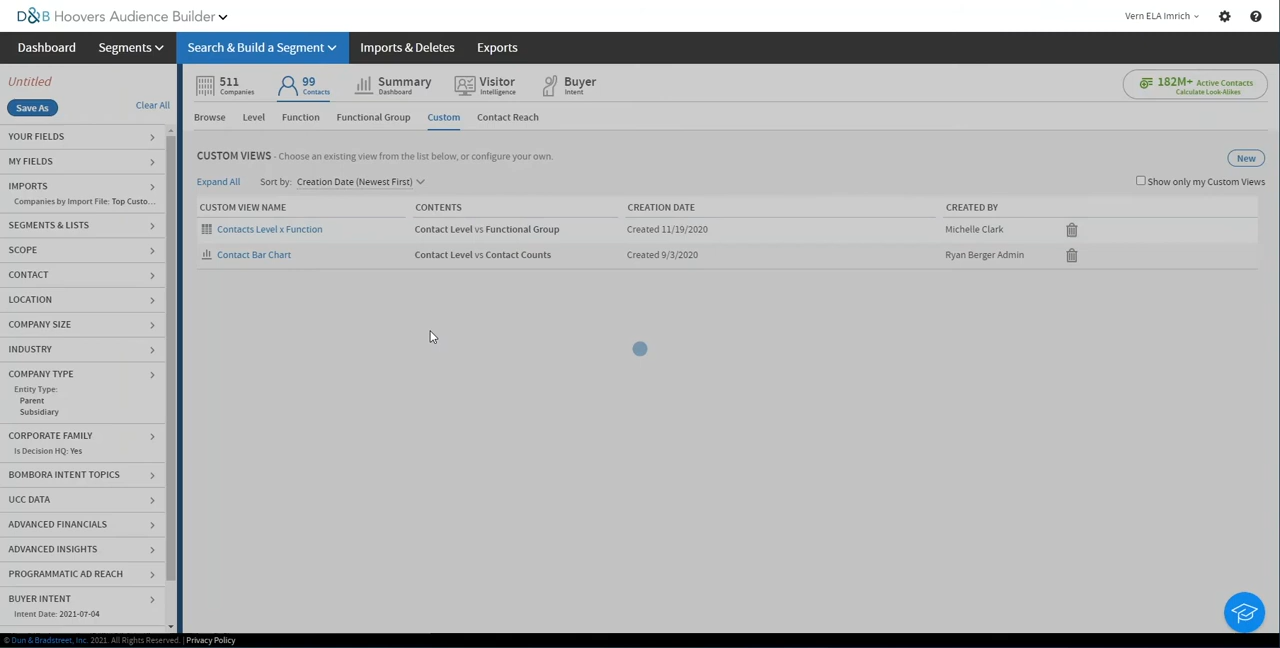 D&B Hoovers Audience Builder
Vern ELA Imrich
Dashboard Segments Search & Build a Segment Imports & Deletes Exports
Untitled
Save As
Clear All
511
Companies
99
Contacts
Summary
Dashboard
Visitor
Intelligence
Buyer
Intent
182M+ Active Contacts
Calculate Look-Alikes
Browse Level Function Functional Group Custom Contact Reach
YOUR FIELDS
MY FIELDS
IMPORTS
Companies by Import File: Top Custo...
SEGMENTS & LISTS
SCOPE
CONTACT
LOCATION
COMPANY SIZE
INDUSTRY
COMPANY TYPE
Entity Type:
Parent
Subsidiary
CORPORATE FAMILY
Is Decision HQ: Yes
BOMBORA INTENT TOPICS
UCC DATA
ADVANCED FINANCIALS
ADVANCED INSIGHTS
PROGRAMMATIC AD REACH
BUYER INTENT
Intent Date: 2021-07-04
CUSTOM VIEWS - Choose an existing view from the list below, or configure your own.
New
Expand All Sort by: Creation Date (Newest First)
Show only my Custom Views
CUSTOM VIEW NAME CONTENTS CREATION DATE CREATED BY
Contacts Level x Function Contact Level vs Functional Group Created 11/19/2020 Michelle Clark
Contact Bar Chart Contact Level vs Contact Counts Created 9/3/2020 Ryan Berger Admin
© Dun & Bradstreet, Inc. 2021. All Rights Reserved. | Privacy Policy